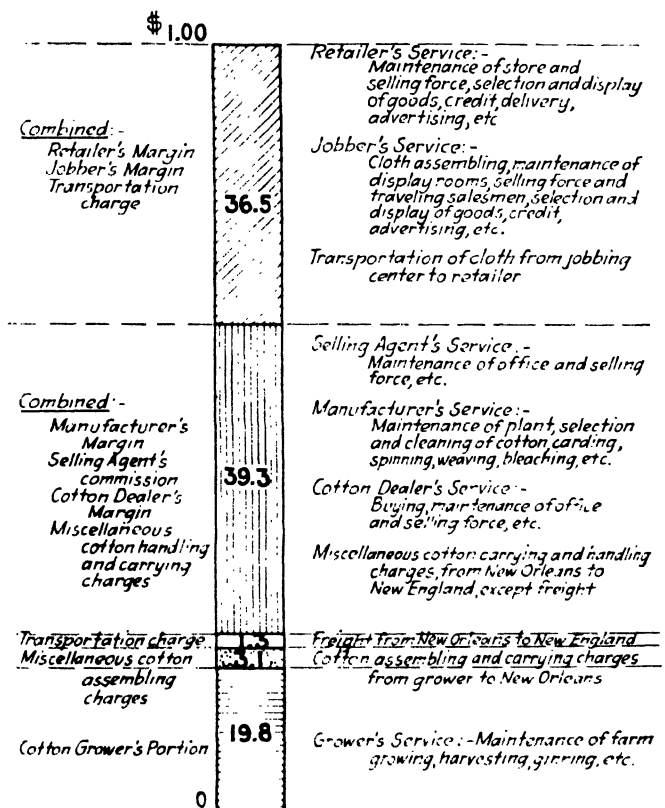 $1.00
Combined:-
Retailer's Margin
Jobber's Margin
Transportation
charge
36.5
Retailer's Service:-
Maintenance of store and
selling force, selection and display
of goods, credit, delivery,
advertising, etc
Jobber's Service:-
Cloth assembling, maintenance of
display rooms, selling force and
traveling salesmen, selection and
display of goods, credit,
advertising, etc.
Transportation of cloth from jobbing
center to retailer
Combined:-
Manufacturer's
Margin
Selling Agent's
commission
Cotton Dealer's
Margin
Miscellaneous
cotton handling
and carrying
charges
39.3
Selling Agent's Service:-
Maintenance of office and selling
force, etc.
Manufacturer's Service:-
Maintenance of plant, selection
and cleaning of cotton, carding,
spinning, weaving, bleaching, etc.
Cotton Dealer's Service:-
Buying, maintenance of office
and selling force, etc.
Miscellaneous cotton carrying and handling
charges, from New Orleans to
New England, except freight
Transportation charge
1.3
Freight from New Orleans to New England
Miscellaneous cotton
assembling
charges
3.1
Cotton assembling and carrying charges
from grower to New Orleans
Cotton Grower's Portion
19.8
Grower's Service:-Maintenance of farm
growing, harvesting, ginning, etc.
0